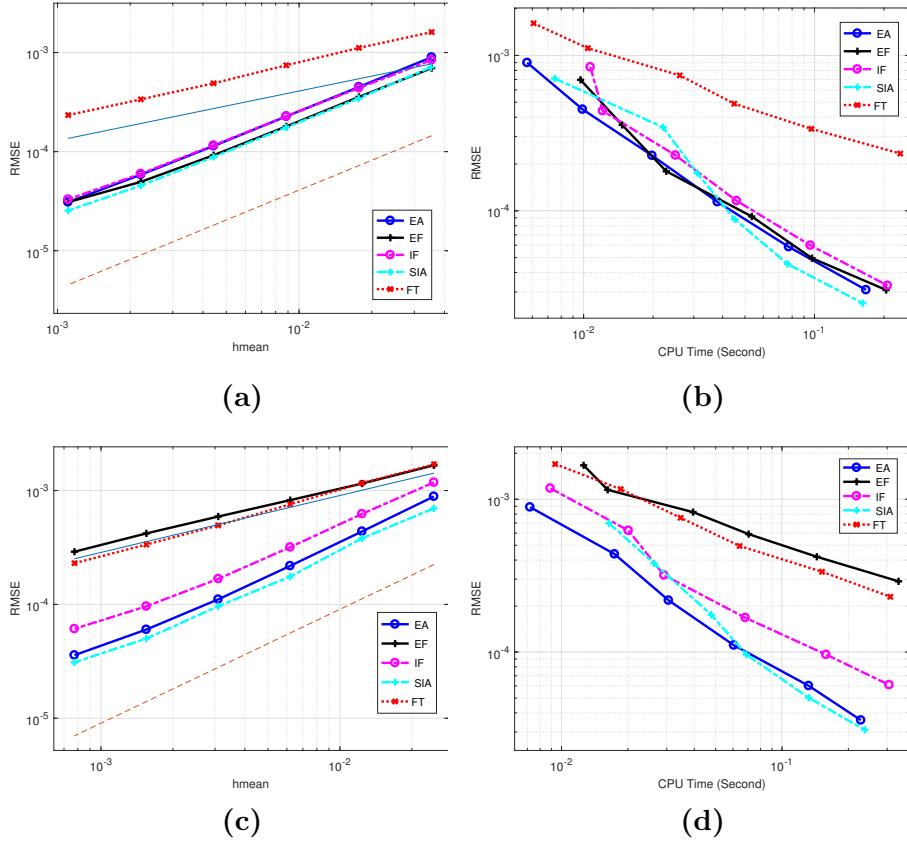 10^-3
10^-4
10^-5
RMSE
EA
EF
IF
SIA
FT
10^-3
10^-2
hmean
(a)
10^-3
10^-4
RMSE
EA
EF
IF
SIA
FT
10^-2
10^-1
CPU Time (Second)
(b)
10^-3
10^-4
10^-5
RMSE
EA
EF
IF
SIA
FT
10^-3
10^-2
hmean
(c)
10^-3
10^-4
RMSE
EA
EF
IF
SIA
FT
10^-2
10^-1
CPU Time (Second)
(d)